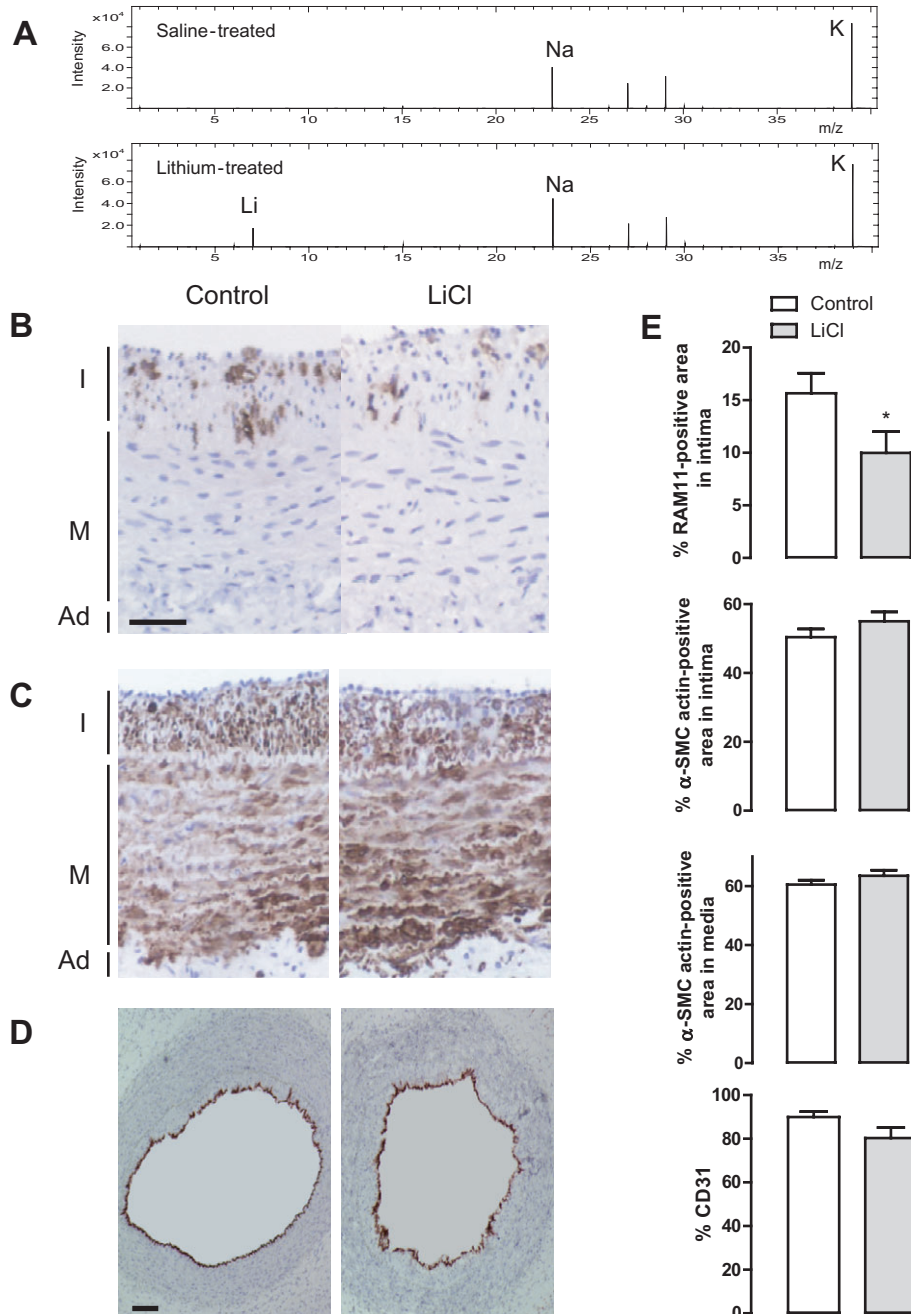 A
Saline-treated
Intensity
x10⁴
6.0
4.0
2.0
Na
K
5 10 15 20 25 30 35
m/z
Lithium-treated
Intensity
x10⁴
6.0
4.0
2.0
Li
Na
K
5 10 15 20 25 30 35
m/z
Control LiCl
B
I
M
Ad
C
I
M
Ad
D
E
Control
LiCl
% RAM11-positive area
in intima
20
15
10
5
0
*
% α-SMC actin-positive
area in intima
60
40
20
0
% α-SMC actin-positive
area in media
60
40
20
0
% CD31
100
80
60
40
20
0